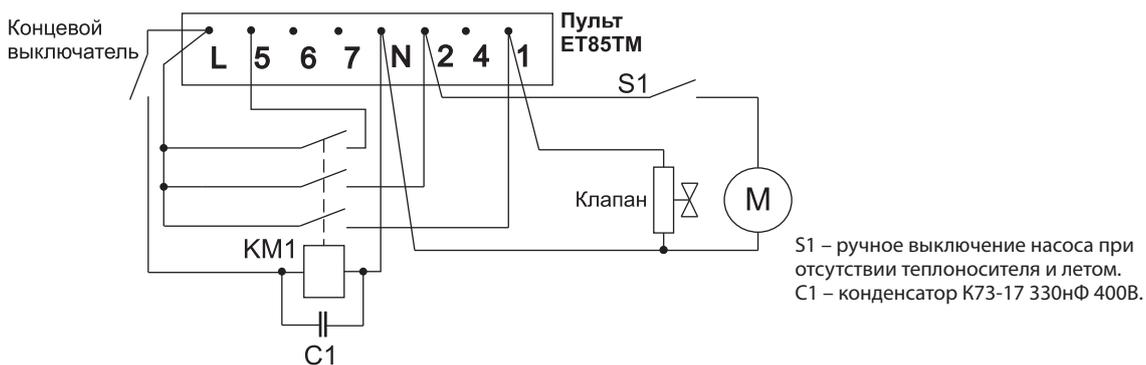 Концевой
выключатель
Пульт
ET85TM
L 5 6 7 N 2 4 1
S1
Клапан
M
KM1
C1
S1 – ручное выключение насоса при
отсутствии теплоносителя и летом.
C1 – конденсатор К73-17 330нФ 400В.